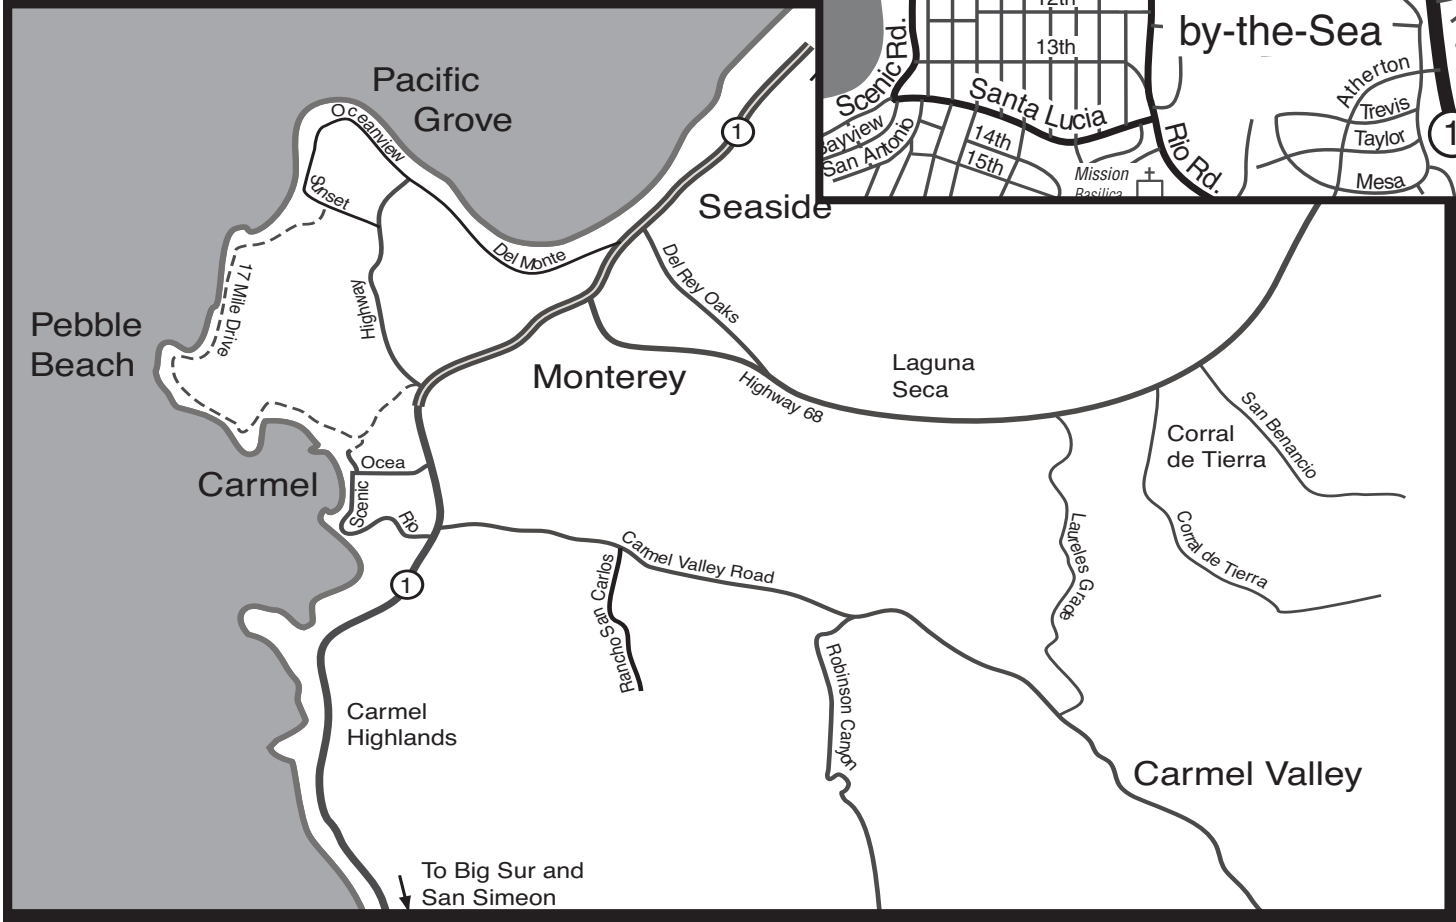 12th
by-the-Sea
13th
Scenic Rd.
Santa Lucia
Atherton
Trevis
Taylor
Mesa
Bayview
San Antonio
14th
15th
Mission
Basilica
Rio Rd.
1
Pacific
Grove
Oceanview
Sunset
1
Seaside
Del Monte
Del Rey Oaks
17 Mile Drive
Highway
Pebble
Beach
Monterey
Highway 68
Laguna
Seca
Corral
de Tierra
San Benancio
Carmel
Ocea
Scenic
Rio
Carmel Valley Road
Rancho San Carlos
Laureles Grade
Corral de Tierra
1
Robinson Canyon
Carmel
Highlands
Carmel Valley
To Big Sur and
San Simeon